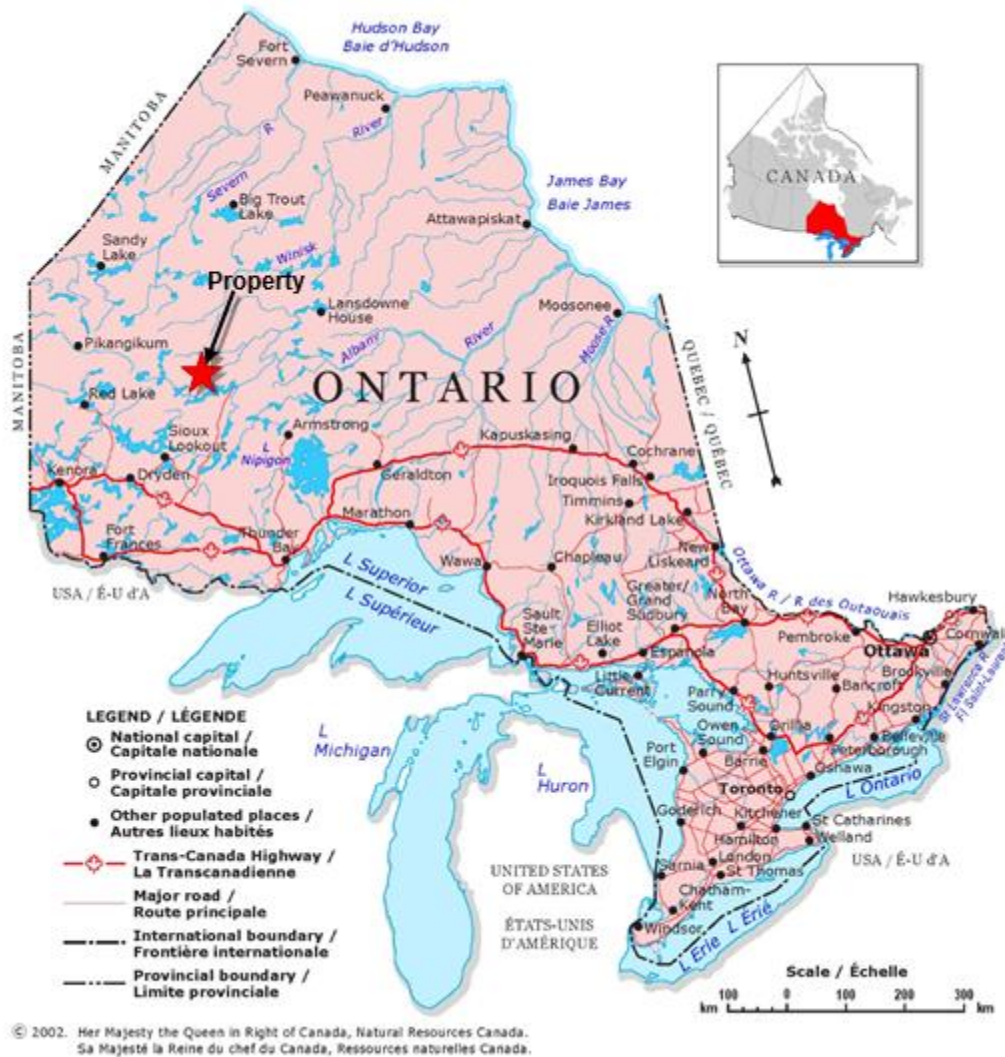 Hudson Bay
Baie d'Hudson
Fort
Severn
Peawanuck
MANITOBA
R
River
Severn
Big Trout
Lake
James Bay
Baie James
Attawapiskat
CANADA
Sandy
Lake
Winisk
Property
Lansdowne
House
Moosonee
Pikangikum
Albany
River
Moose R
MANITOBA
QUEBEC / QUÉBEC
N
ONTARIO
Red Lake
Sioux
Lookout
Armstrong
L
Nipigon
Kapuskasing
Cochrane
Kenora
Dryden
Geraldton
Iroquois Falls
Timmins
Kirkland Lake
Marathon
Fort
Frances
Thunder
Bay
Wawa
Chapleau
New
Liskeard
Ottawa R / R des Outaouais
USA / É-U d'A
L Superior
L Supérieur
Greater/
Grand
Sudbury
North
Bay
Hawkesbury
Sault
Ste-
Marie
Elliot
Lake
Espanola
Pembroke
Ottawa
Cornwall
Little
Current
Huntsville
Bancroft
Brockville
St Lawrence R
Fl Saint-Laurent
Parry
Sound
Kingston
Owen
Sound
Orillia
Belleville
Peterborough
L
Michigan
Port
Elgin
Barrie
Oshawa
L
Huron
Toronto
L Ontario
Goderich
Kitchener
St Catharines
Hamilton
Welland
London
USA / É-U d'A
Sarnia
St Thomas
UNITED STATES
OF AMERICA
Chatham-
Kent
ÉTATS-UNIS
D'AMÉRIQUE
Windsor
L Erie L Érié
LEGEND / LÉGENDE
National capital /
Capitale nationale
Provincial capital /
Capitale provinciale
Other populated places /
Autres lieux habités
Trans-Canada Highway /
La Transcanadienne
Major road /
Route principale
International boundary /
Frontière internationale
Provincial boundary /
Limite provinciale
Scale / Échelle
100 0 100 200 300
km km
© 2002. Her Majesty the Queen in Right of Canada, Natural Resources Canada.
Sa Majesté la Reine du chef du Canada, Ressources naturelles Canada.